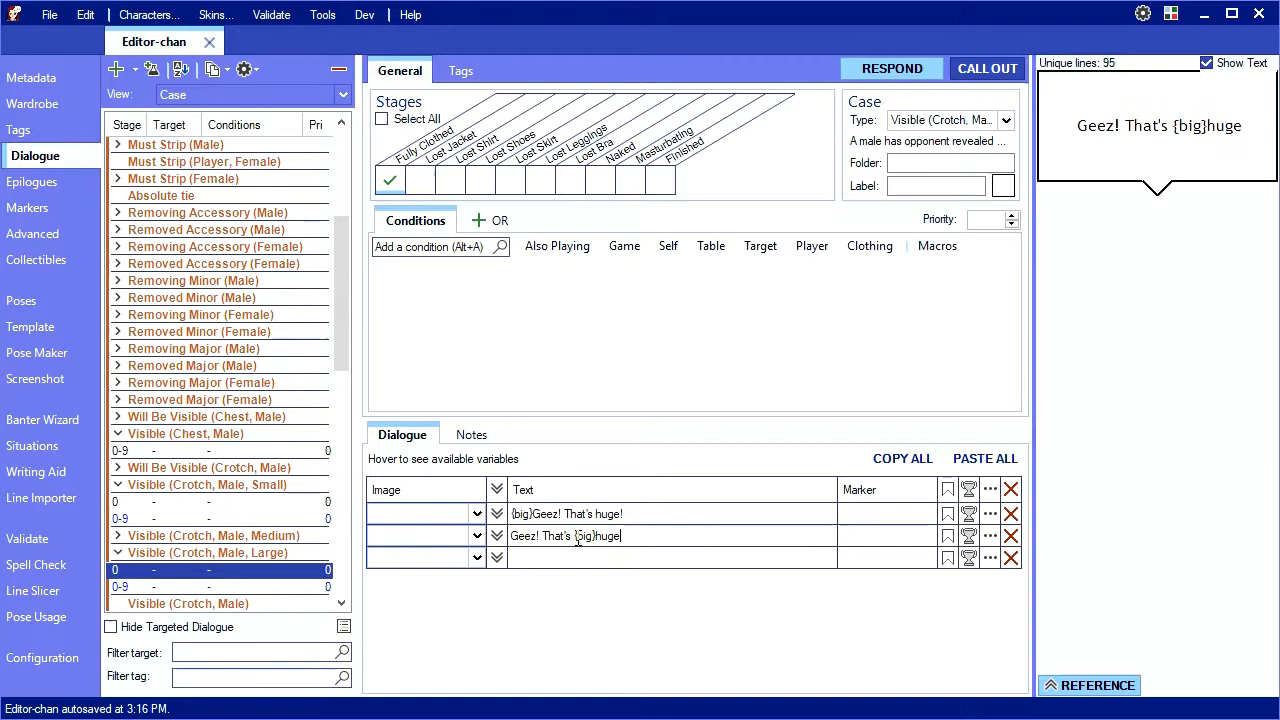 File Edit Characters... Skins... Validate Tools Dev Help
Editor-chan
Metadata
Wardrobe
Tags
Dialogue
Epilogues
Markers
Advanced
Collectibles
Poses
Template
Pose Maker
Screenshot
Banter Wizard
Situations
Writing Aid
Line Importer
Validate
Spell Check
Line Slicer
Pose Usage
Configuration
View: Case
Stage Target Conditions Pri
Must Strip (Male)
Must Strip (Player, Female)
Must Strip (Female)
Absolute tie
Removing Accessory (Male)
Removed Accessory (Male)
Removing Accessory (Female)
Removed Accessory (Female)
Removing Minor (Male)
Removed Minor (Male)
Removing Minor (Female)
Removed Minor (Female)
Removing Major (Male)
Removed Major (Male)
Removing Major (Female)
Removed Major (Female)
Will Be Visible (Chest, Male)
Visible (Chest, Male)
0-9 - - 0
Will Be Visible (Crotch, Male)
Visible (Crotch, Male, Small)
0 - - 0
0-9 - - 0
Visible (Crotch, Male, Medium)
Visible (Crotch, Male, Large)
0 - - 0
0-9 - - 0
Visible (Crotch, Male)
Hide Targeted Dialogue
Filter target:
Filter tag:
General Tags RESPOND CALL OUT
Stages
Select All
Fully Clothed
Lost Jacket
Lost Shirt
Lost Shoes
Lost Skirt
Lost Leggings
Lost Bra
Naked
Masturbating
Finished
Case
Type: Visible (Crotch, Ma...
A male has opponent revealed ...
Folder:
Label:
Conditions OR Priority:
Add a condition (Alt+A) Also Playing Game Self Table Target Player Clothing Macros
Dialogue Notes
Hover to see available variables COPY ALL PASTE ALL
Image Text Marker
{big}Geez! That's huge!
Geez! That's {big}huge
Unique lines: 95 Show Text
Geez! That's {big}huge
REFERENCE
Editor-chan autosaved at 3:16 PM.